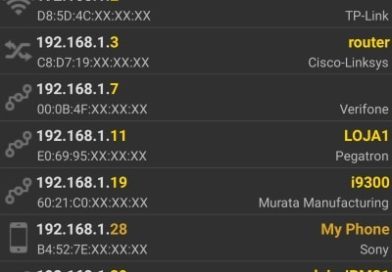 D8:5D:4C:XX:XX:XX TP-Link
192.168.1.3 router
C8:D7:19:XX:XX:XX Cisco-Linksys
192.168.1.7
00:0B:4F:XX:XX:XX Verifone
192.168.1.11 LOJA1
E0:69:95:XX:XX:XX Pegatron
192.168.1.19 i9300
60:21:C0:XX:XX:XX Murata Manufacturing
192.168.1.28 My Phone
B4:52:7E:XX:XX:XX Sony